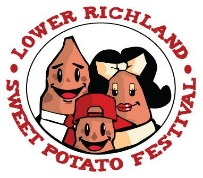 • LOWER RICHLAND •
SWEET POTATO FESTIVAL